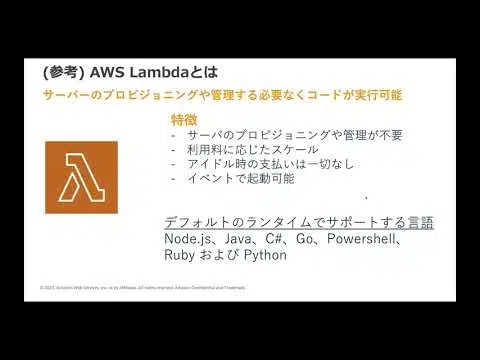 (参考) AWS Lambdaとは
サーバーのプロビジョニングや管理する必要なくコードが実行可能
特徴
- サーバのプロビジョニングや管理が不要
- 利用料に応じたスケール
- アイドル時の支払いは一切なし
- イベントで起動可能
デフォルトのランタイムでサポートする言語
Node.js、Java、C#、Go、Powershell、
Ruby および Python
Amazon Web Services, Inc. or its affiliates. All rights reserved. Amazon Confidential and Trademark.